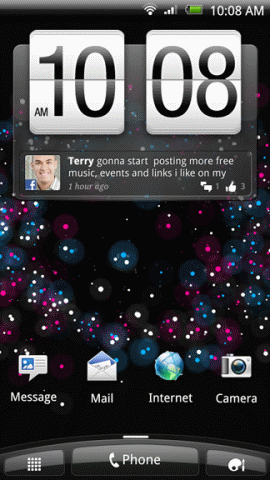 10:08 AM
AM 10 08
Terry gonna start posting more free
music, events and links i like on my
1 hour ago 1 3
Message Mail Internet Camera
Phone